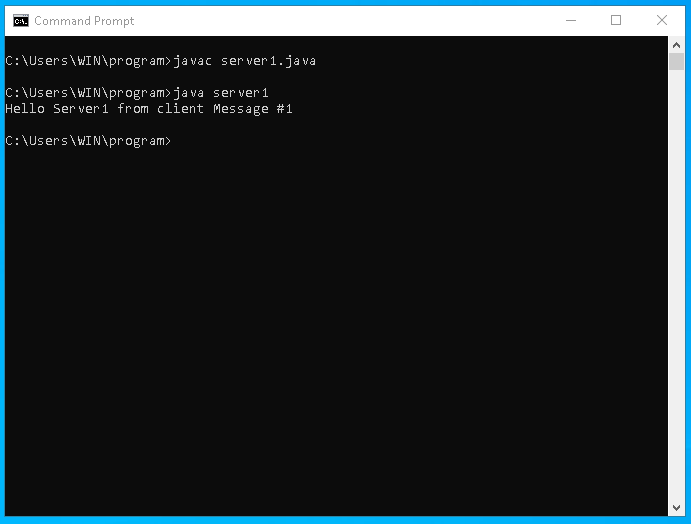 Command Prompt
C:\Users\WIN\program>javac server1.java
C:\Users\WIN\program>java server1
Hello Server1 from client Message #1
C:\Users\WIN\program>